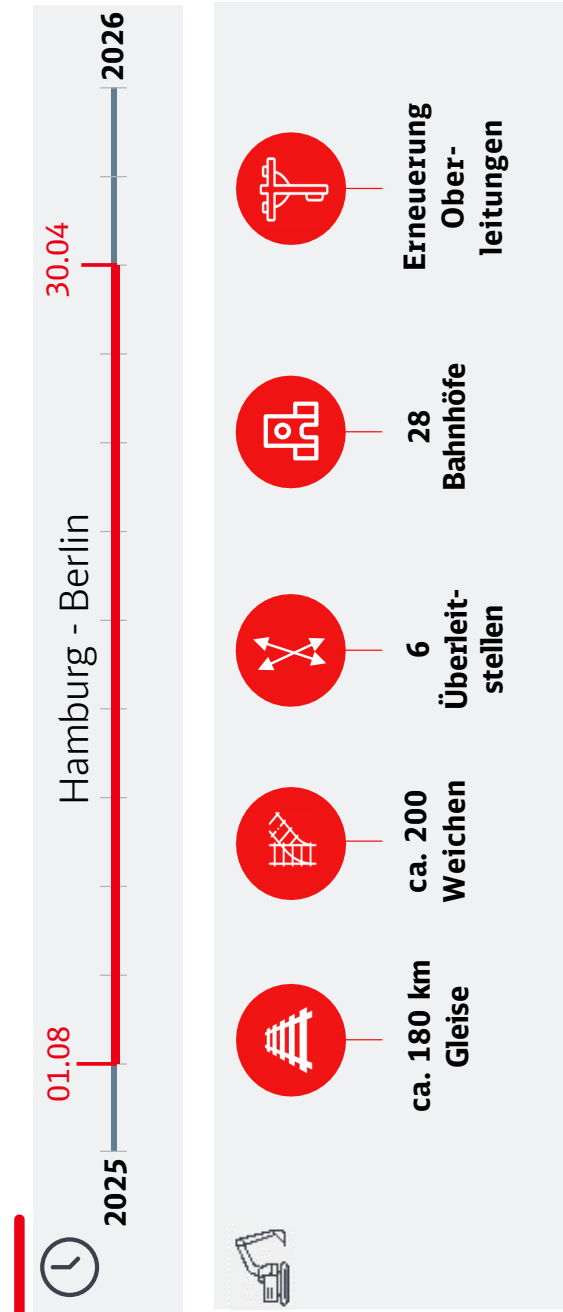 Hamburg - Berlin
01.08
30.04
2025
2026
ca. 180 km
Gleise
ca. 200
Weichen
6
Überleit-
stellen
28
Bahnhöfe
Erneuerung
Ober-
leitungen